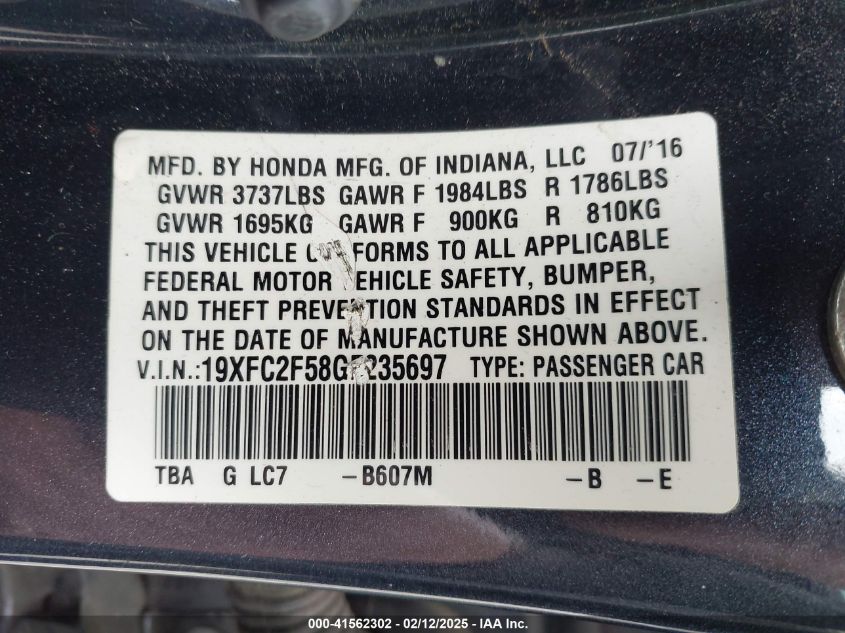 MFD. BY HONDA MFG. OF INDIANA, LLC 07/'16
GVWR 3737LBS GAWR F 1984LBS R 1786LBS
GVWR 1695KG GAWR F 900KG R 810KG
THIS VEHICLE FORMS TO ALL APPLICABLE
FEDERAL MOTOR VEHICLE SAFETY, BUMPER,
AND THEFT PREVENTION STANDARDS IN EFFECT
ON THE DATE OF MANUFACTURE SHOWN ABOVE.
V.I.N.: TYPE: PASSENGER CAR
TBA G LC7 -B607M -B -E
000-41562302 - 02/12/2025 - IAA Inc.